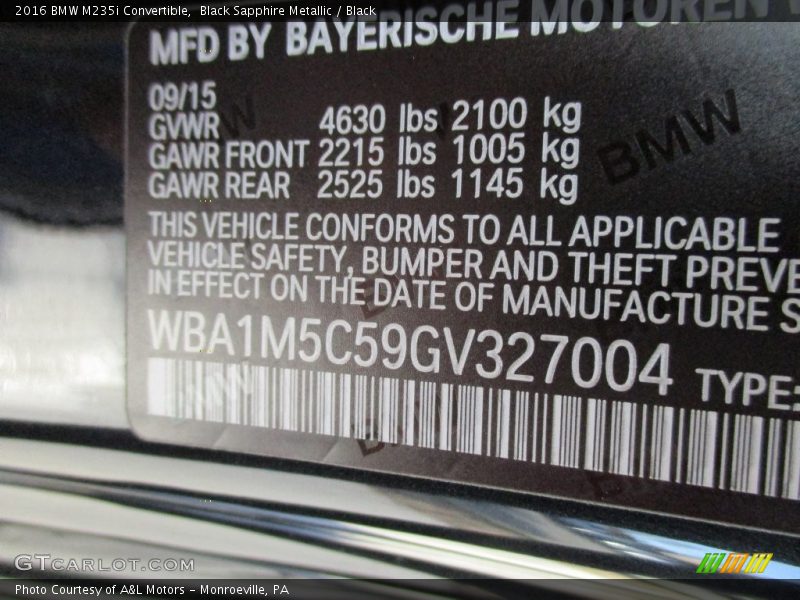 2016 BMW M235i Convertible, Black Sapphire Metallic / Black
MFD BY BAYERISCHE MOTOREN
09/15
GVWR 4630 lbs 2100 kg
GAWR FRONT 2215 lbs 1005 kg
GAWR REAR 2525 lbs 1145 kg
BMW
THIS VEHICLE CONFORMS TO ALL APPLICABLE
VEHICLE SAFETY, BUMPER AND THEFT PREVE
IN EFFECT ON THE DATE OF MANUFACTURE S
WBA1M5C59GV327004 TYPE:
GTCARLOT.COM
Photo Courtesy of A&L Motors - Monroeville, PA